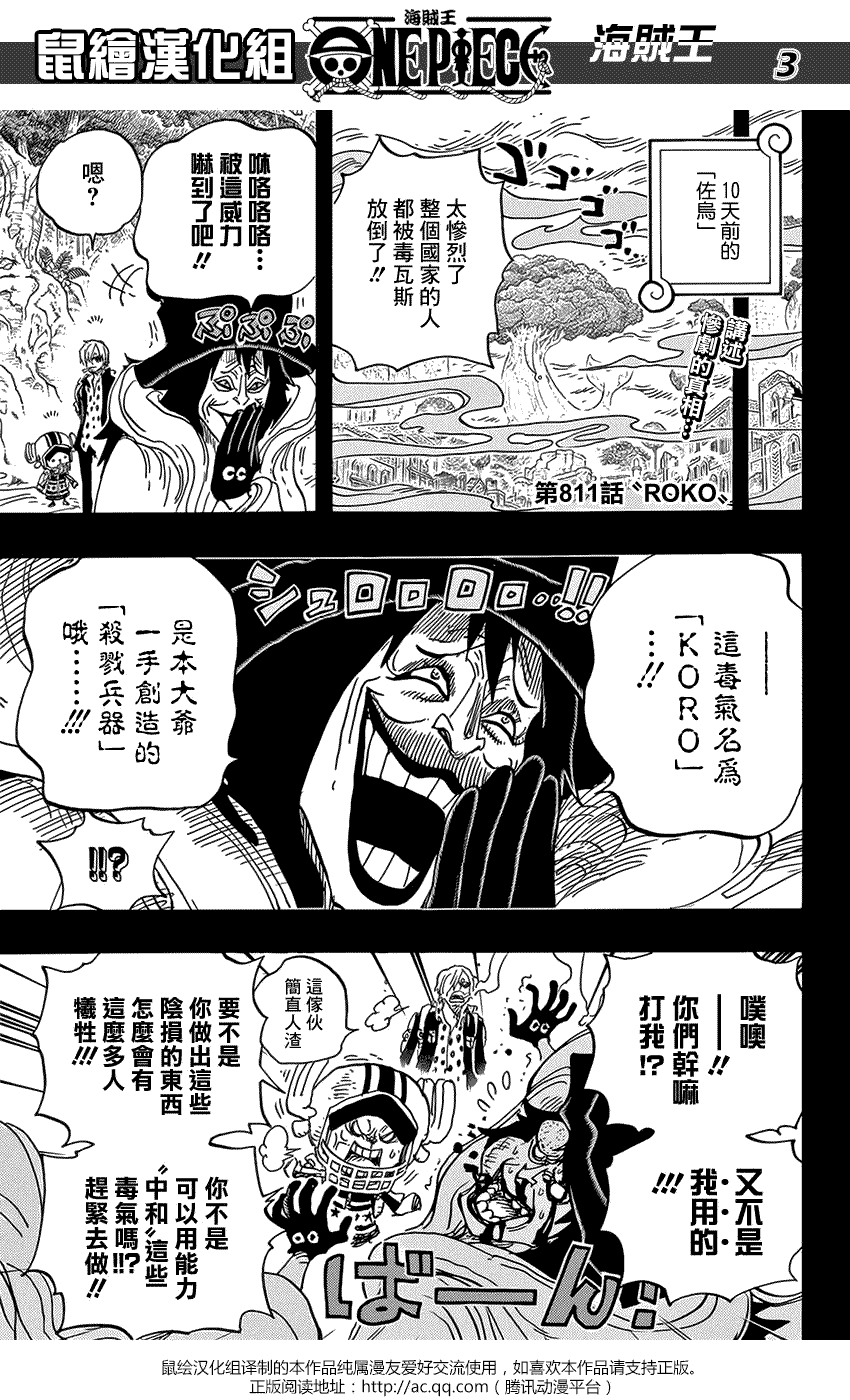 鼠繪漢化組
海賊王
ONE PIECE
海賊王
3
10天前的
「佐烏」
講述
慘劇的真相…
太慘烈了
整個國家的人
都被毒瓦斯
放倒了!!
ゴゴゴ
第811話〝ROKO〟
咻咯咯咯…
被這威力
嚇到了吧!!
嗯?
ぷぷぷぷ
——
這毒氣名為
「KORO」
…!!
シュロロロロ..!!
是本大爺
一手創造的
「殺戮兵器」
哦……!!!
!!?
噗噢
——!!
你們幹嘛
打我!?
又不是
我用的
!!!
這傢伙
簡直人渣
要不是
你做出這些
陰損的東西
怎麼會有
這麼多人
犧牲!!!
你不是
可以用能力
〝中和〟這些
毒氣嗎!!?
趕緊去做!!
ばーん!
鼠绘汉化组译制的本作品纯属漫友爱好交流使用，如喜欢本作品请支持正版。
正版阅读地址：http://ac.qq.com（腾讯动漫平台）